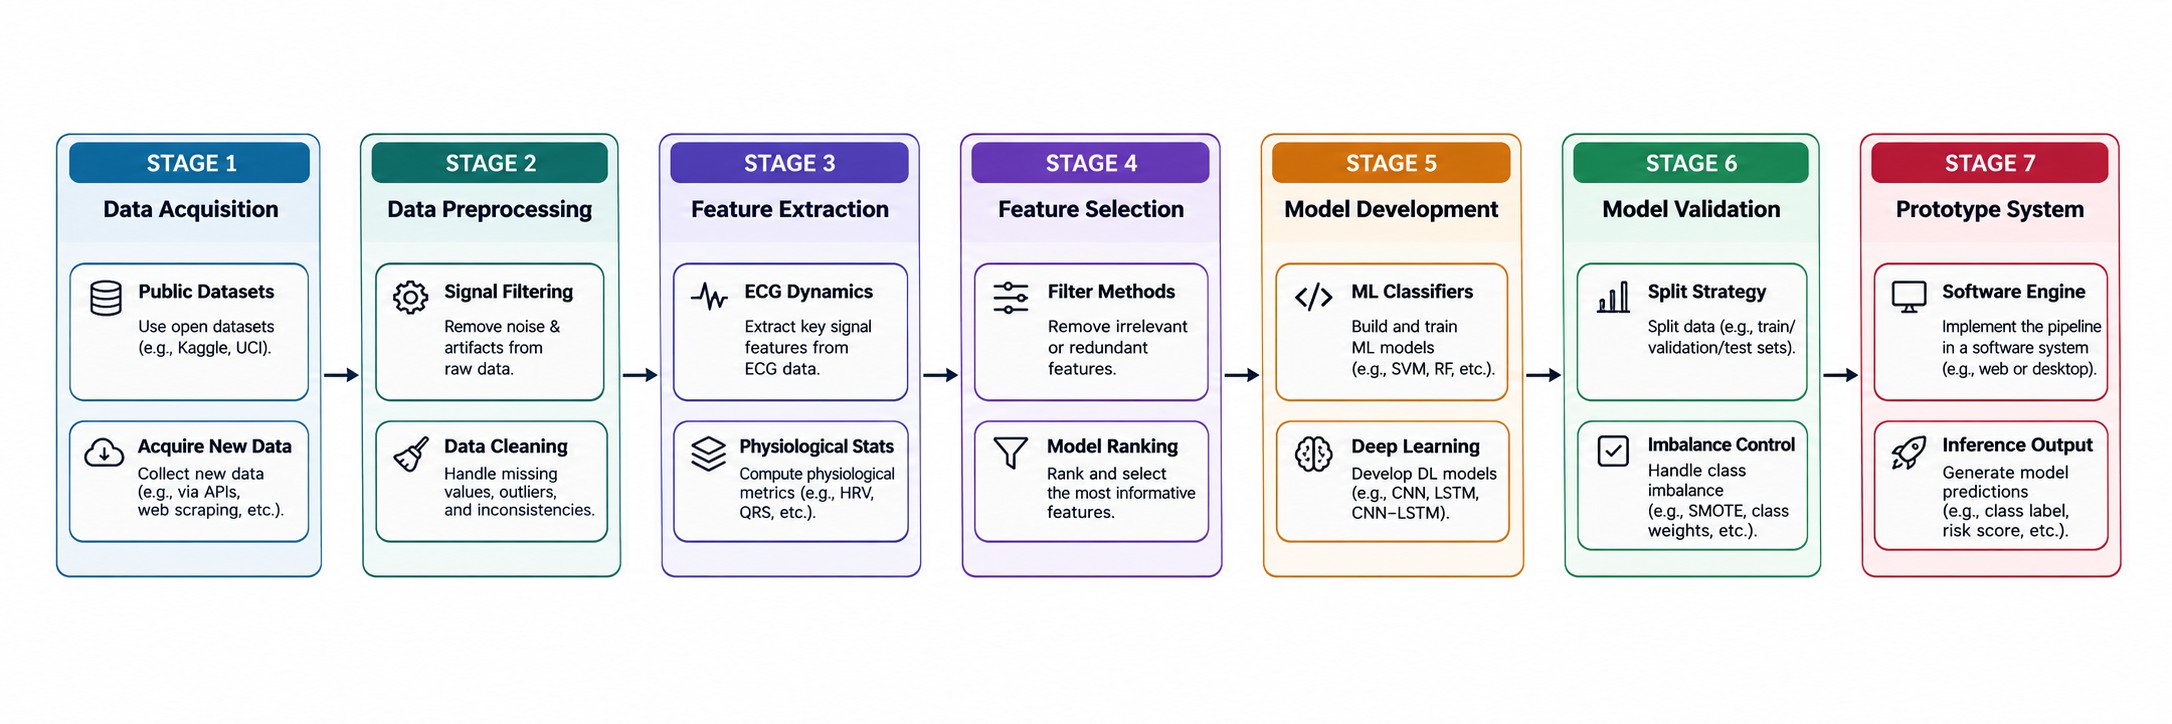 STAGE 1
Data Acquisition
Public Datasets
Use open datasets
(e.g., Kaggle, UCI).
Acquire New Data
Collect new data
(e.g., via APIs,
web scraping, etc.).
STAGE 2
Data Preprocessing
Signal Filtering
Remove noise &
artifacts from
raw data.
Data Cleaning
Handle missing
values, outliers,
and inconsistencies.
STAGE 3
Feature Extraction
ECG Dynamics
Extract key signal
features from
ECG data.
Physiological Stats
Compute physiological
metrics (e.g., HRV,
QRS, etc.).
STAGE 4
Feature Selection
Filter Methods
Remove irrelevant
or redundant
features.
Model Ranking
Rank and select
the most informative
features.
STAGE 5
Model Development
ML Classifiers
Build and train
ML models
(e.g., SVM, RF, etc.).
Deep Learning
Develop DL models
(e.g., CNN, LSTM,
CNN–LSTM).
STAGE 6
Model Validation
Split Strategy
Split data (e.g., train/
validation/test sets).
Imbalance Control
Handle class
imbalance
(e.g., SMOTE, class
weights, etc.).
STAGE 7
Prototype System
Software Engine
Implement the pipeline
in a software system
(e.g., web or desktop).
Inference Output
Generate model
predictions
(e.g., class label,
risk score, etc.).